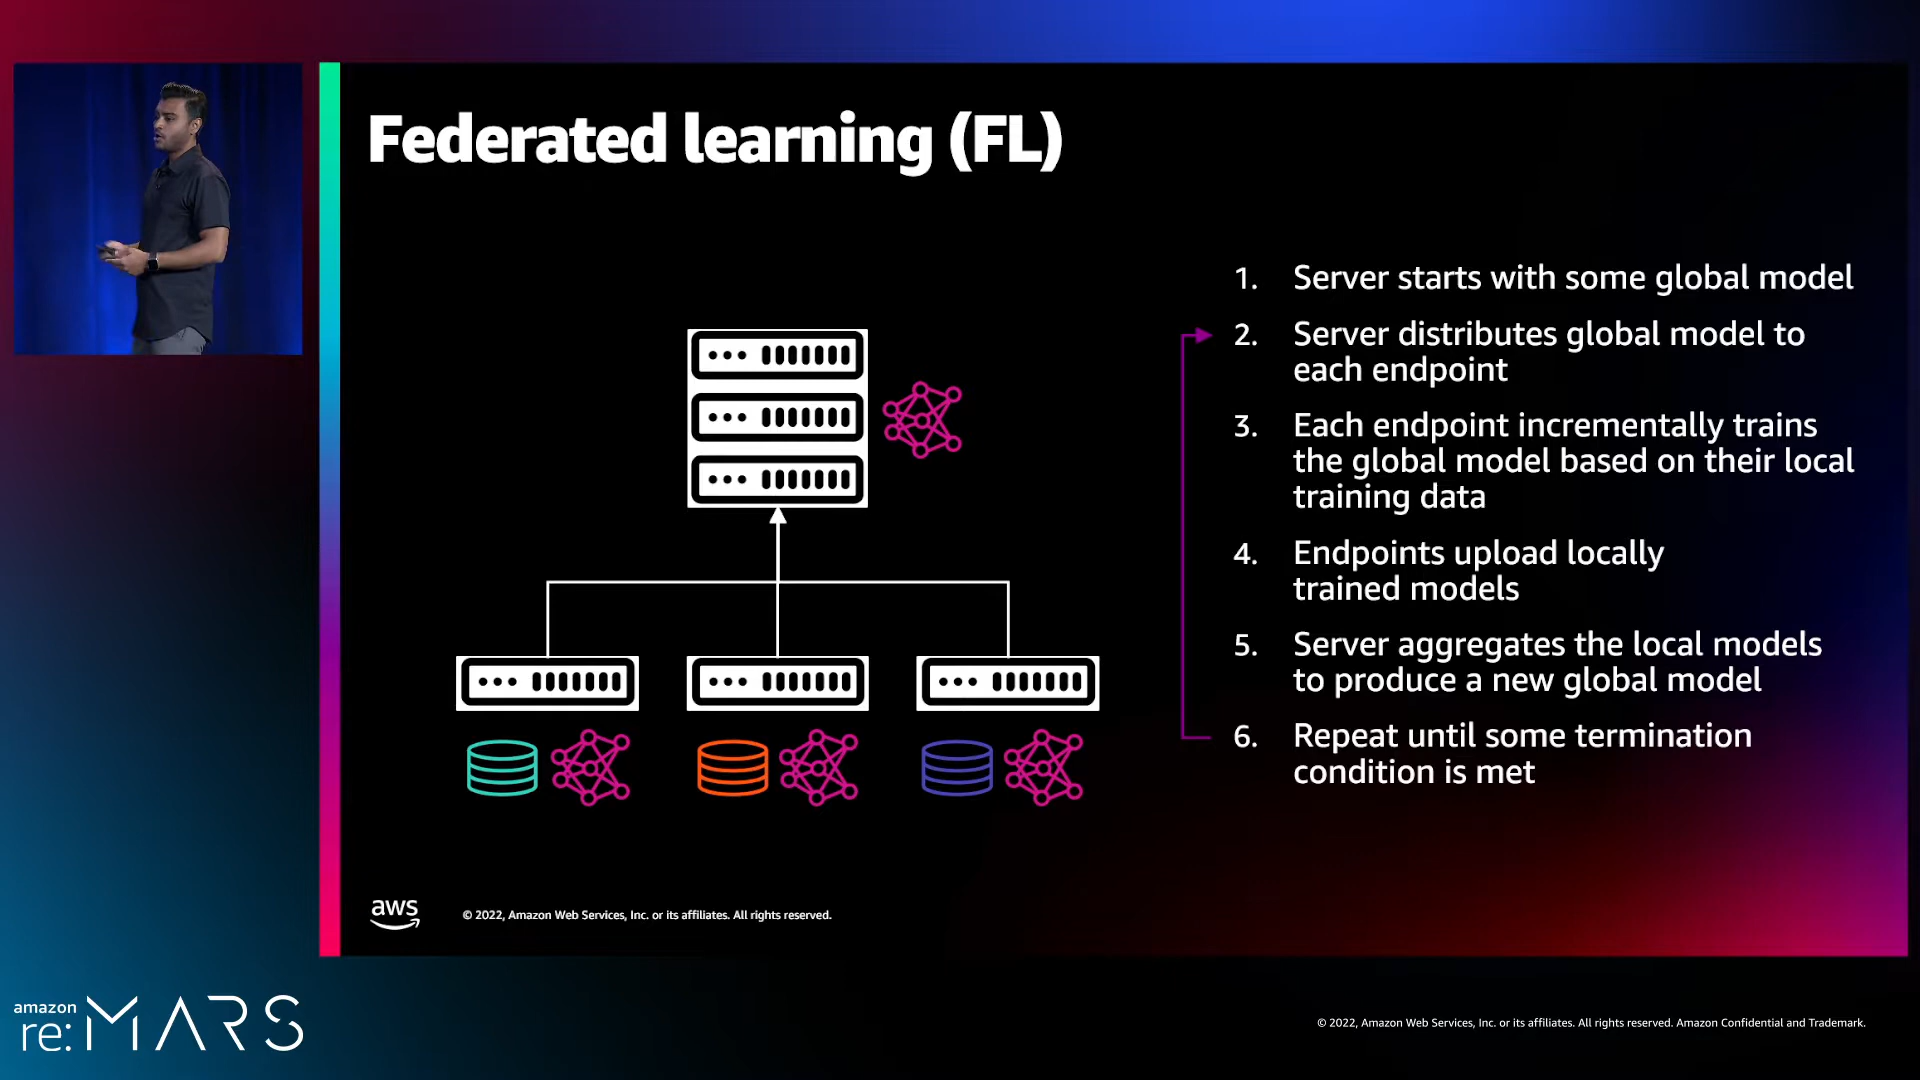 Federated learning (FL)
1. Server starts with some global model
2. Server distributes global model to
each endpoint
3. Each endpoint incrementally trains
the global model based on their local
training data
4. Endpoints upload locally
trained models
5. Server aggregates the local models
to produce a new global model
6. Repeat until some termination
condition is met
aws
© 2022, Amazon Web Services, Inc. or its affiliates. All rights reserved.
amazon
re:MARS
© 2022, Amazon Web Services, Inc. or its affiliates. All rights reserved. Amazon Confidential and Trademark.